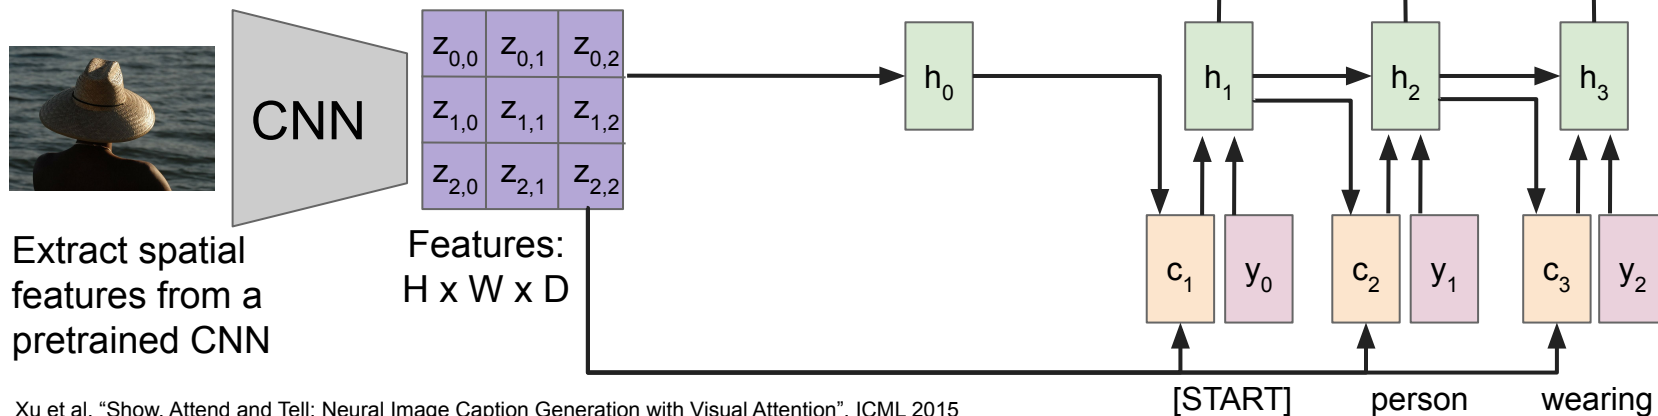 CNN
z0,0 z0,1 z0,2
z1,0 z1,1 z1,2
z2,0 z2,1 z2,2
h0
h1
h2
h3
Extract spatial
features from a
pretrained CNN
Features:
H x W x D
c1 y0 c2 y1 c3 y2
[START] person wearing
Xu et al, “Show, Attend and Tell: Neural Image Caption Generation with Visual Attention”, ICML 2015